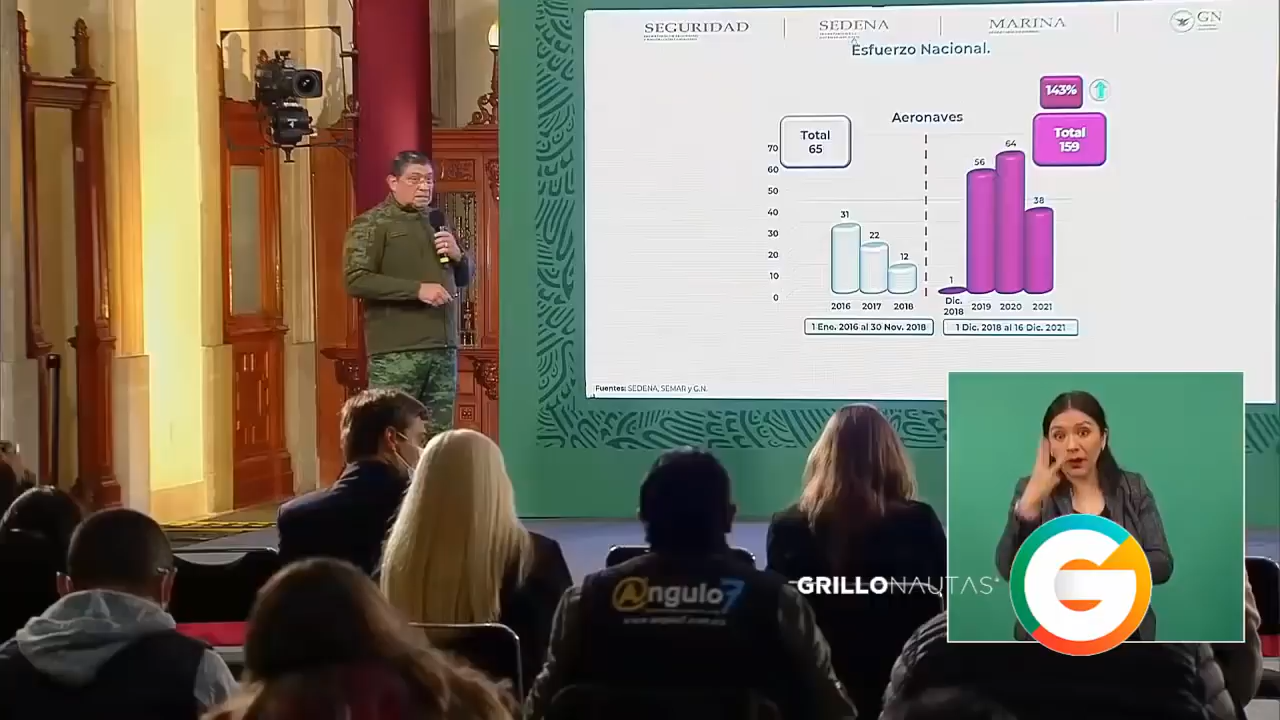 SEGURIDAD
SEDENA
MARINA
GN
Esfuerzo Nacional.
143%
Aeronaves
Total
65
Total
159
70
60
50
40
30
20
10
0
31
22
12
1
56
64
38
2016
2017
2018
Dic.
2018
2019
2020
2021
1 Ene. 2016 al 30 Nov. 2018
1 Dic. 2018 al 16 Dic. 2021
Fuentes: SEDENA, SEMAR y G.N.
Angulo7
GRILLONAUTAS
G